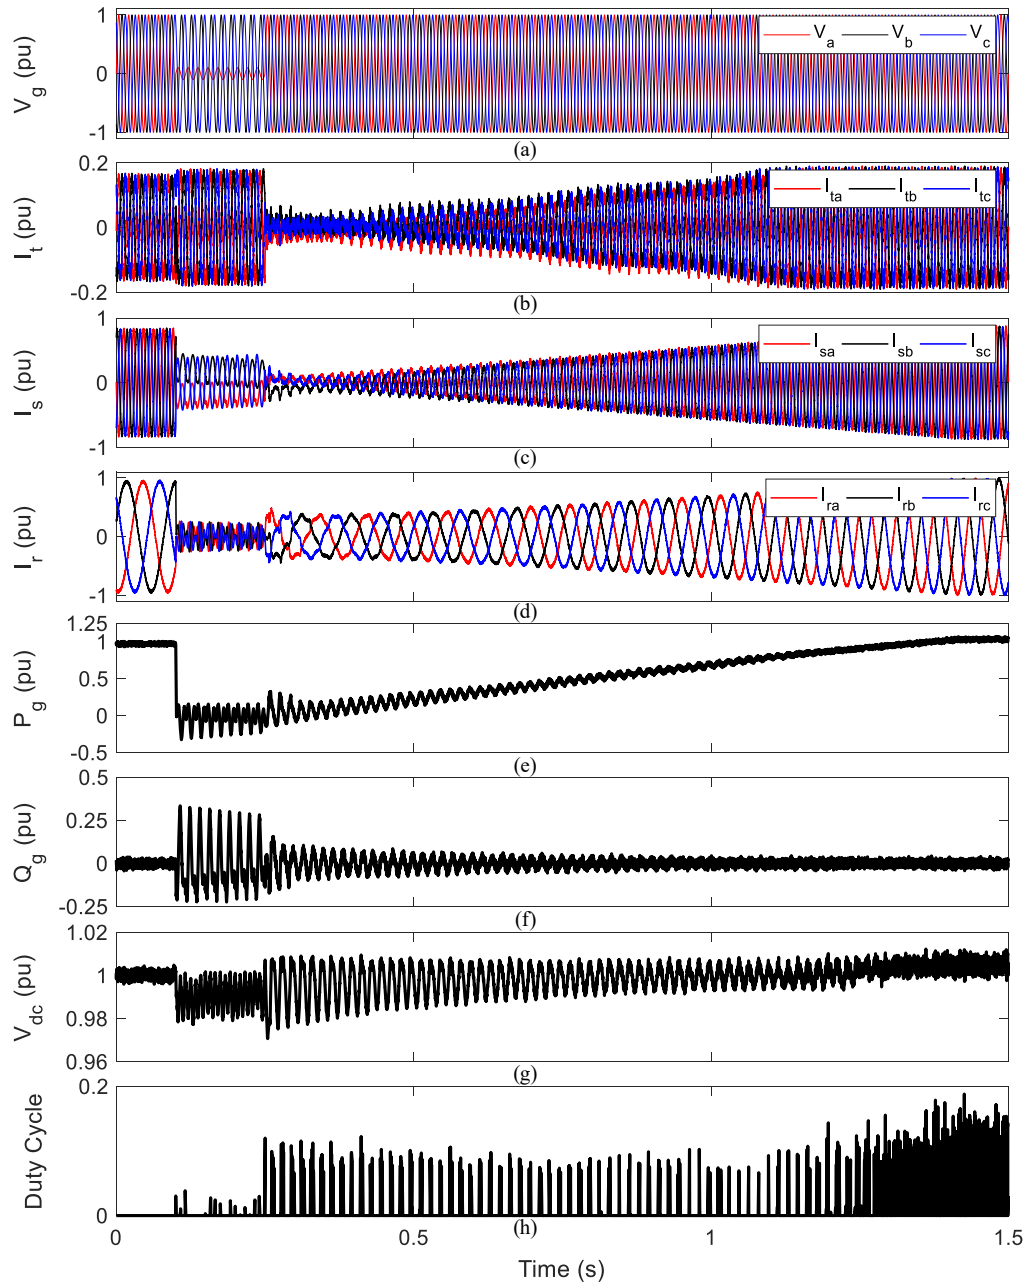 V_g (pu)
1
0
-1
V_a V_b V_c
(a)
I_t (pu)
0.2
0
-0.2
I_ta I_tb I_tc
(b)
I_s (pu)
1
0
-1
I_sa I_sb I_sc
(c)
I_r (pu)
1
0
-1
I_ra I_rb I_rc
(d)
P_g (pu)
1.25
1
0.5
0
-0.5
(e)
Q_g (pu)
0.5
0.25
0
-0.25
(f)
V_dc (pu)
1.02
1
0.98
0.96
(g)
Duty Cycle
0.2
0
(h)
0 0.5 1 1.5
Time (s)